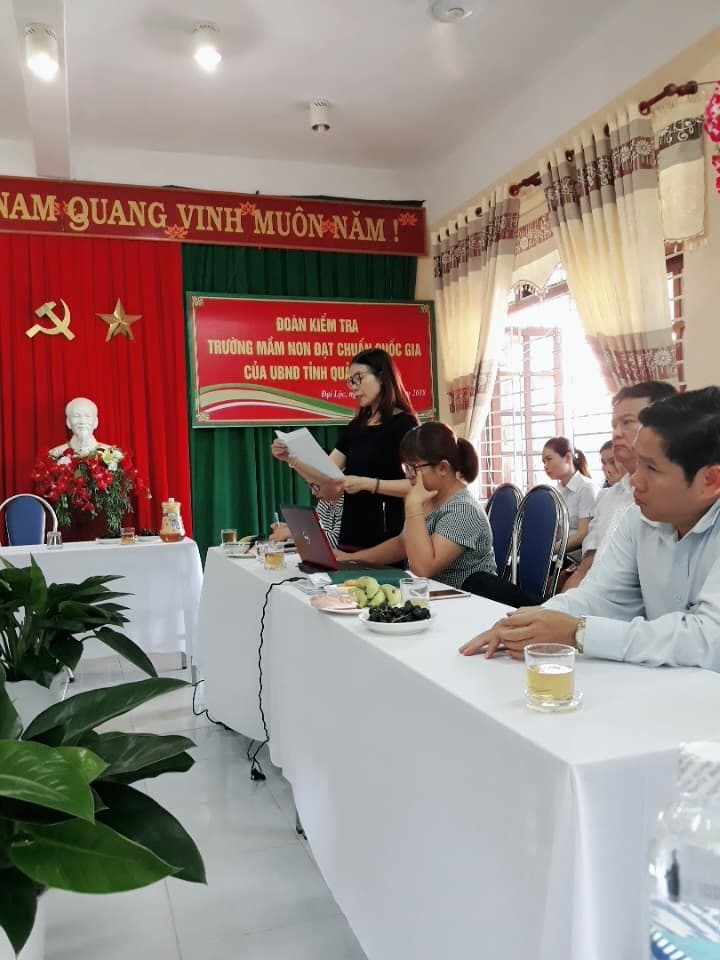 NAM QUANG VINH MUÔN NĂM !
ĐOÀN KIỂM TRA
TRƯỜNG MẦM NON ĐẠT CHUẨN QUỐC GIA
CỦA UBND TỈNH
Đại Lộc, 2018